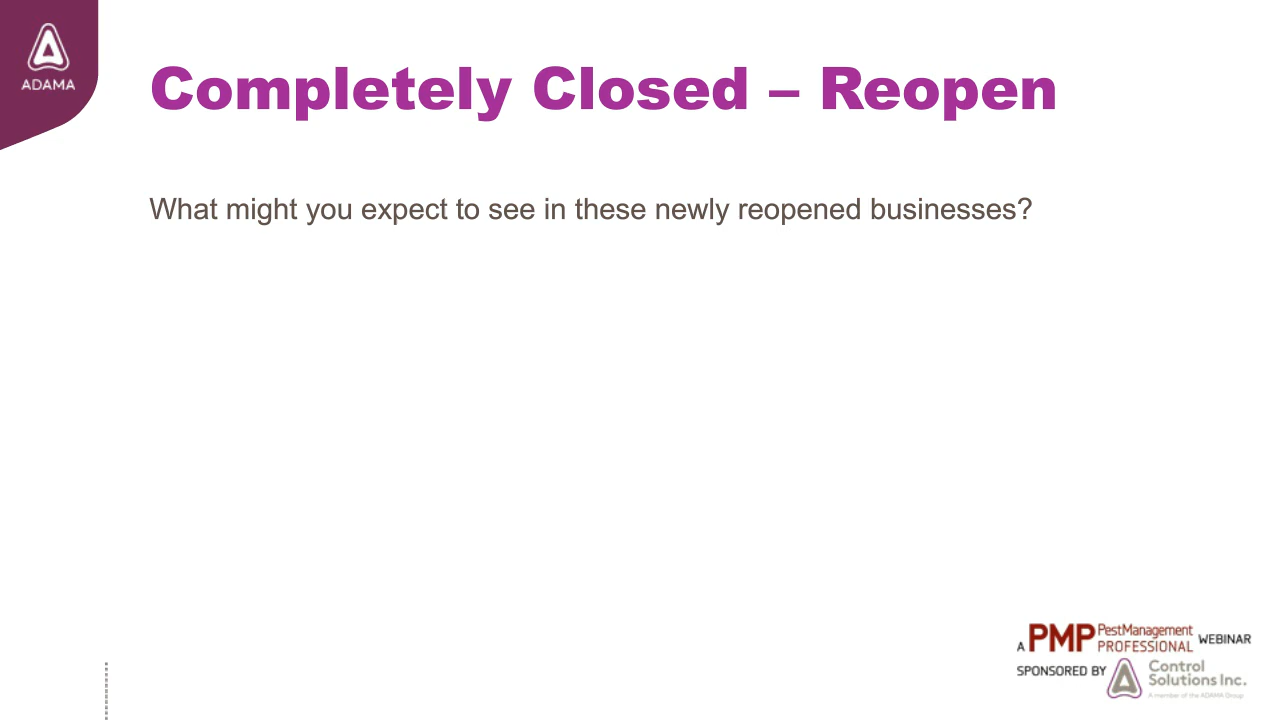 ADAMA
Completely Closed – Reopen
What might you expect to see in these newly reopened businesses?
A PMP PestManagement PROFESSIONAL WEBINAR
SPONSORED BY Control Solutions Inc.
A member of the ADAMA Group